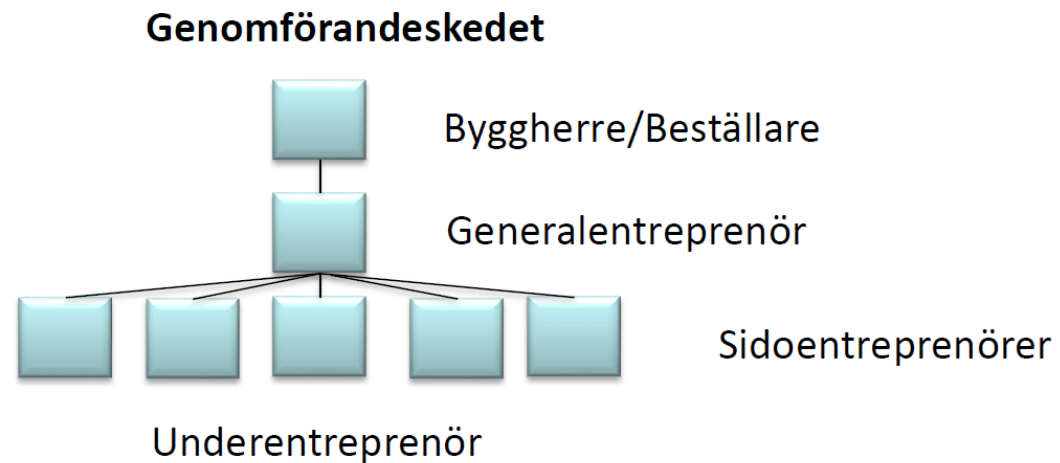 Genomförandeskedet
Byggherre/Beställare
Generalentreprenör
Sidoentreprenörer
Underentreprenör